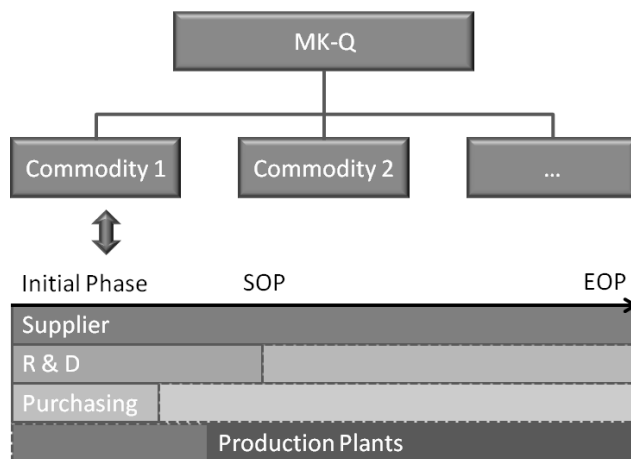 MK-Q
Commodity 1
Commodity 2
...
Initial Phase
SOP
EOP
Supplier
R & D
Purchasing
Production Plants